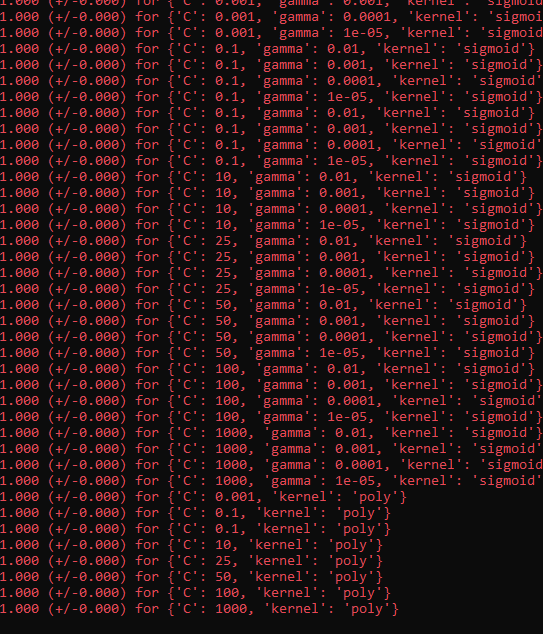 1.000 (+/-0.000) for {'C': 0.001, 'gamma': 0.001, 'kernel': 'sigmoi
1.000 (+/-0.000) for {'C': 0.001, 'gamma': 0.0001, 'kernel': 'sigmo
1.000 (+/-0.000) for {'C': 0.001, 'gamma': 1e-05, 'kernel': 'sigmoi
1.000 (+/-0.000) for {'C': 0.1, 'gamma': 0.01, 'kernel': 'sigmoid'}
1.000 (+/-0.000) for {'C': 0.1, 'gamma': 0.001, 'kernel': 'sigmoid'
1.000 (+/-0.000) for {'C': 0.1, 'gamma': 0.0001, 'kernel': 'sigmoid
1.000 (+/-0.000) for {'C': 0.1, 'gamma': 1e-05, 'kernel': 'sigmoid'
1.000 (+/-0.000) for {'C': 0.1, 'gamma': 0.01, 'kernel': 'sigmoid'}
1.000 (+/-0.000) for {'C': 0.1, 'gamma': 0.001, 'kernel': 'sigmoid'
1.000 (+/-0.000) for {'C': 0.1, 'gamma': 0.0001, 'kernel': 'sigmoid
1.000 (+/-0.000) for {'C': 0.1, 'gamma': 1e-05, 'kernel': 'sigmoid'
1.000 (+/-0.000) for {'C': 10, 'gamma': 0.01, 'kernel': 'sigmoid'}
1.000 (+/-0.000) for {'C': 10, 'gamma': 0.001, 'kernel': 'sigmoid'}
1.000 (+/-0.000) for {'C': 10, 'gamma': 0.0001, 'kernel': 'sigmoid'
1.000 (+/-0.000) for {'C': 10, 'gamma': 1e-05, 'kernel': 'sigmoid'}
1.000 (+/-0.000) for {'C': 25, 'gamma': 0.01, 'kernel': 'sigmoid'}
1.000 (+/-0.000) for {'C': 25, 'gamma': 0.001, 'kernel': 'sigmoid'}
1.000 (+/-0.000) for {'C': 25, 'gamma': 0.0001, 'kernel': 'sigmoid'
1.000 (+/-0.000) for {'C': 25, 'gamma': 1e-05, 'kernel': 'sigmoid'}
1.000 (+/-0.000) for {'C': 50, 'gamma': 0.01, 'kernel': 'sigmoid'}
1.000 (+/-0.000) for {'C': 50, 'gamma': 0.001, 'kernel': 'sigmoid'}
1.000 (+/-0.000) for {'C': 50, 'gamma': 0.0001, 'kernel': 'sigmoid'
1.000 (+/-0.000) for {'C': 50, 'gamma': 1e-05, 'kernel': 'sigmoid'}
1.000 (+/-0.000) for {'C': 100, 'gamma': 0.01, 'kernel': 'sigmoid'}
1.000 (+/-0.000) for {'C': 100, 'gamma': 0.001, 'kernel': 'sigmoid'
1.000 (+/-0.000) for {'C': 100, 'gamma': 0.0001, 'kernel': 'sigmoid
1.000 (+/-0.000) for {'C': 100, 'gamma': 1e-05, 'kernel': 'sigmoid'
1.000 (+/-0.000) for {'C': 1000, 'gamma': 0.01, 'kernel': 'sigmoid'
1.000 (+/-0.000) for {'C': 1000, 'gamma': 0.001, 'kernel': 'sigmoid
1.000 (+/-0.000) for {'C': 1000, 'gamma': 0.0001, 'kernel': 'sigmoi
1.000 (+/-0.000) for {'C': 1000, 'gamma': 1e-05, 'kernel': 'sigmoid
1.000 (+/-0.000) for {'C': 0.001, 'kernel': 'poly'}
1.000 (+/-0.000) for {'C': 0.1, 'kernel': 'poly'}
1.000 (+/-0.000) for {'C': 0.1, 'kernel': 'poly'}
1.000 (+/-0.000) for {'C': 10, 'kernel': 'poly'}
1.000 (+/-0.000) for {'C': 25, 'kernel': 'poly'}
1.000 (+/-0.000) for {'C': 50, 'kernel': 'poly'}
1.000 (+/-0.000) for {'C': 100, 'kernel': 'poly'}
1.000 (+/-0.000) for {'C': 1000, 'kernel': 'poly'}